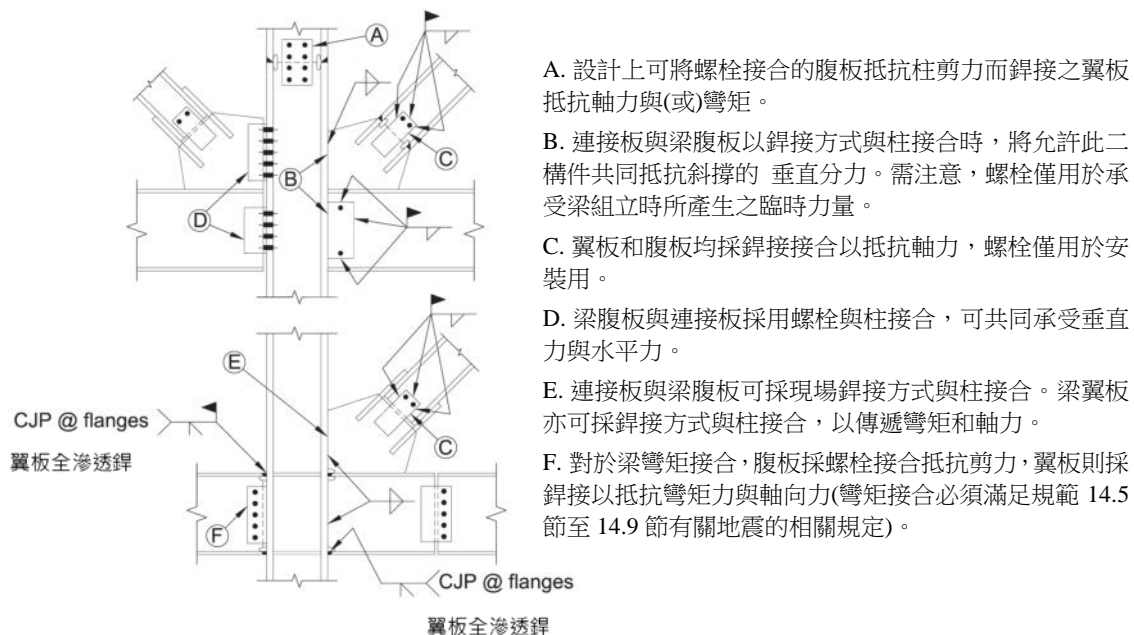 A
B
C
D
E
C
F
CJP @ flanges
翼板全滲透銲
CJP @ flanges
翼板全滲透銲
A. 設計上可將螺栓接合的腹板抵抗柱剪力而銲接之翼板
抵抗軸力與(或)彎矩。
B. 連接板與梁腹板以銲接方式與柱接合時，將允許此二
構件共同抵抗斜撐的 垂直分力。需注意，螺栓僅用於承
受梁組立時所產生之臨時力量。
C. 翼板和腹板均採銲接接合以抵抗軸力，螺栓僅用於安
裝用。
D. 梁腹板與連接板採用螺栓與柱接合，可共同承受垂直
力與水平力。
E. 連接板與梁腹板可採現場銲接方式與柱接合。梁翼板
亦可採銲接方式與柱接合，以傳遞彎矩和軸力。
F. 對於梁彎矩接合，腹板採螺栓接合抵抗剪力，翼板則採
銲接以抵抗彎矩力與軸向力(彎矩接合必須滿足規範 14.5
節至 14.9 節有關地震的相關規定)。